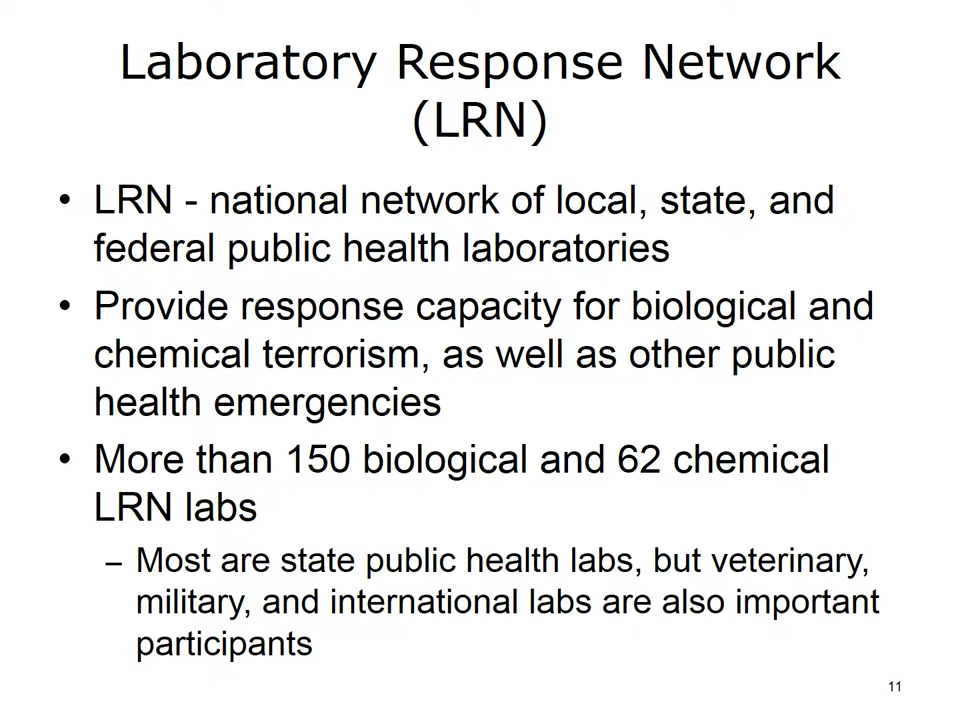 Laboratory Response Network
(LRN)
• LRN - national network of local, state, and
federal public health laboratories
• Provide response capacity for biological and
chemical terrorism, as well as other public
health emergencies
• More than 150 biological and 62 chemical
LRN labs
– Most are state public health labs, but veterinary,
military, and international labs are also important
participants
11